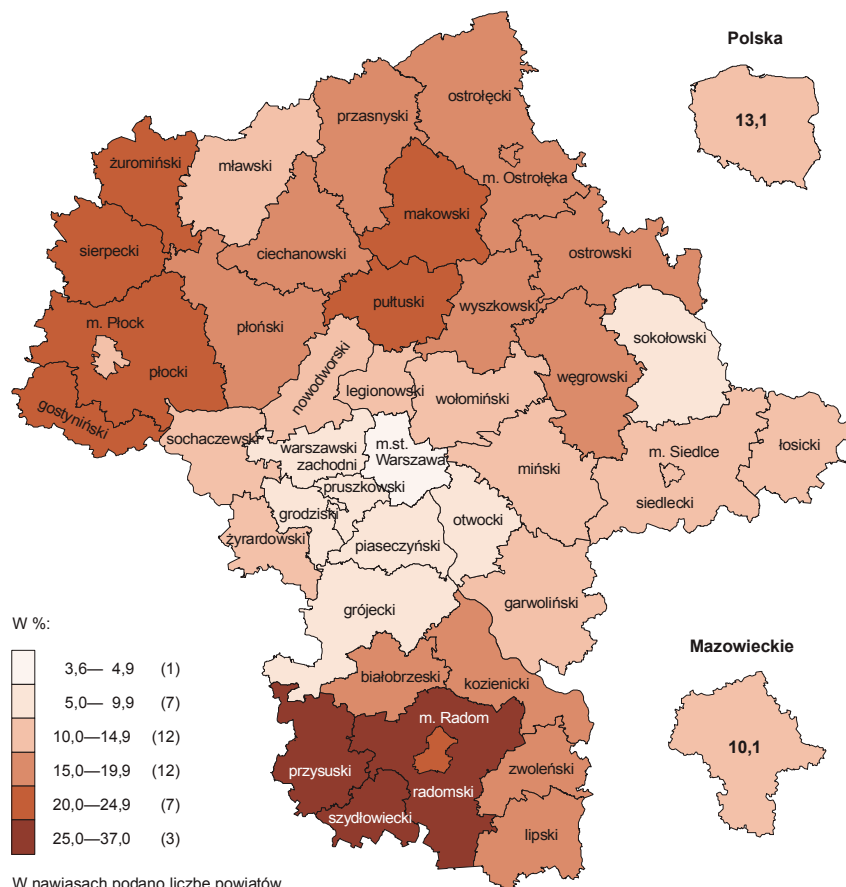 Polska
13,1
ostrołęcki
przasnyski
żuromiński
mławski
m. Ostrołęka
makowski
sierpecki
ciechanowski
ostrowski
pułtuski
wyszkowski
m. Płock
płoński
sokołowski
płocki
nowodworski
legionowski
wołomiński
węgrowski
gostyniński
sochaczewski
warszawski
zachodni
m.st.
Warszawa
m. Siedlce
łosicki
miński
pruszkowski
siedlecki
grodziski
otwocki
żyrardowski
piaseczyński
grójecki
garwoliński
W %:
3,6— 4,9 (1)
5,0— 9,9 (7)
10,0—14,9 (12)
15,0—19,9 (12)
20,0—24,9 (7)
25,0—37,0 (3)
Mazowieckie
10,1
białobrzeski
kozienicki
m. Radom
przysuski
zwoleński
radomski
szydłowiecki
lipski
W nawiasach podano liczbę powiatów